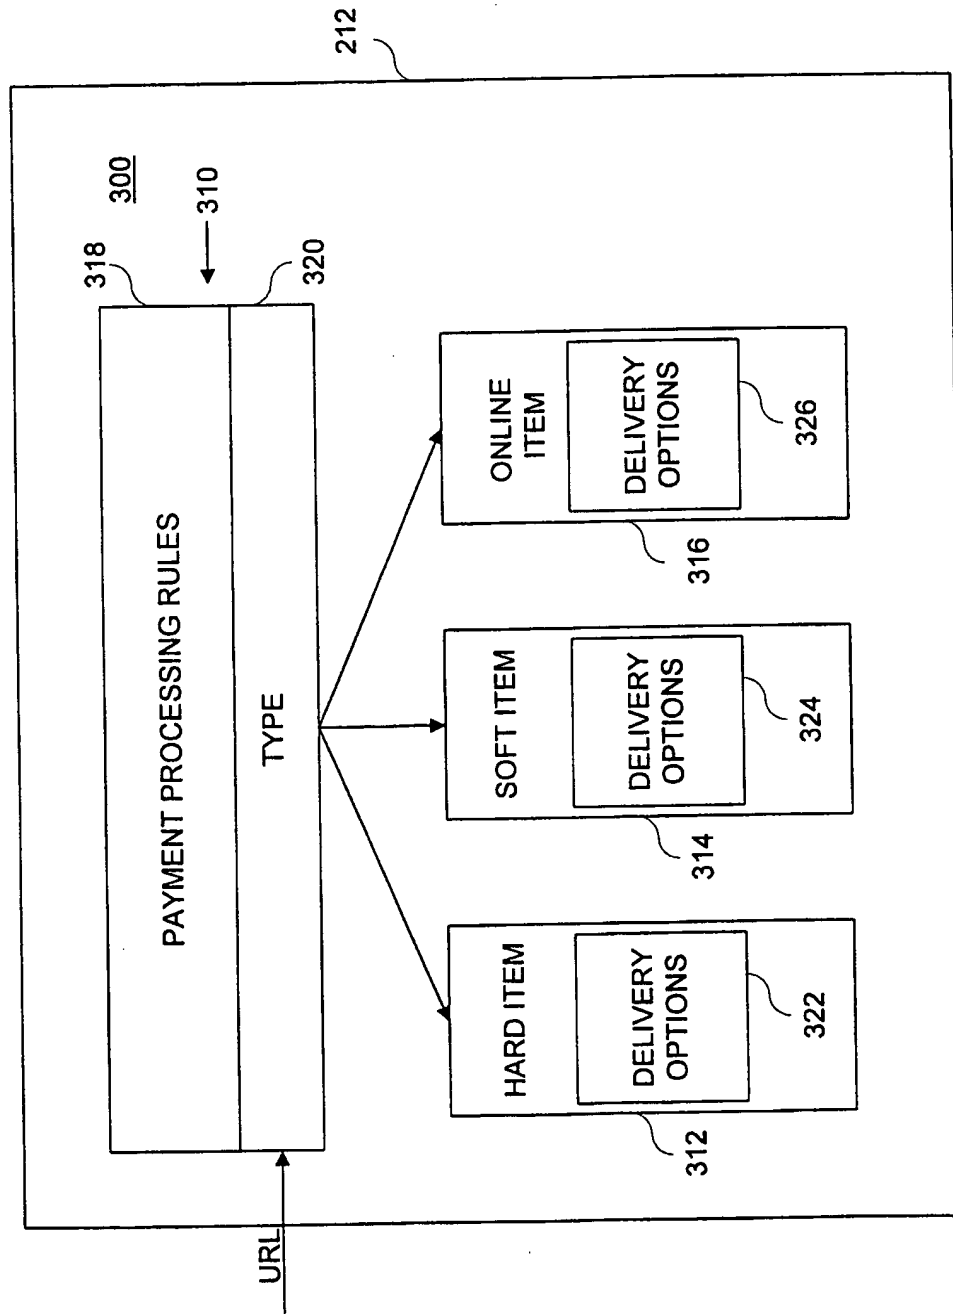 212
300
318
310
320
PAYMENT PROCESSING RULES
URL
TYPE
HARD ITEM
DELIVERY
OPTIONS
322
312
SOFT ITEM
DELIVERY
OPTIONS
324
314
ONLINE
ITEM
DELIVERY
OPTIONS
326
316